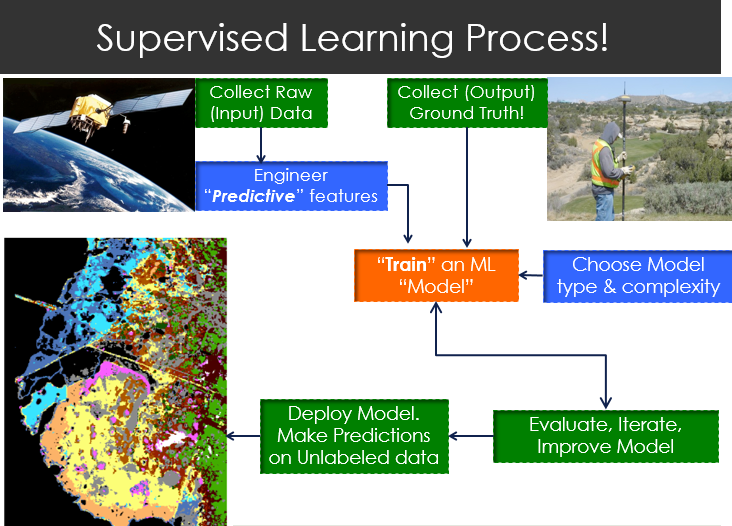 Supervised Learning Process!
Collect Raw
(Input) Data
Collect (Output)
Ground Truth!
Engineer
“Predictive” features
“Train” an ML
“Model”
Choose Model
type & complexity
Deploy Model.
Make Predictions
on Unlabeled data
Evaluate, Iterate,
Improve Model